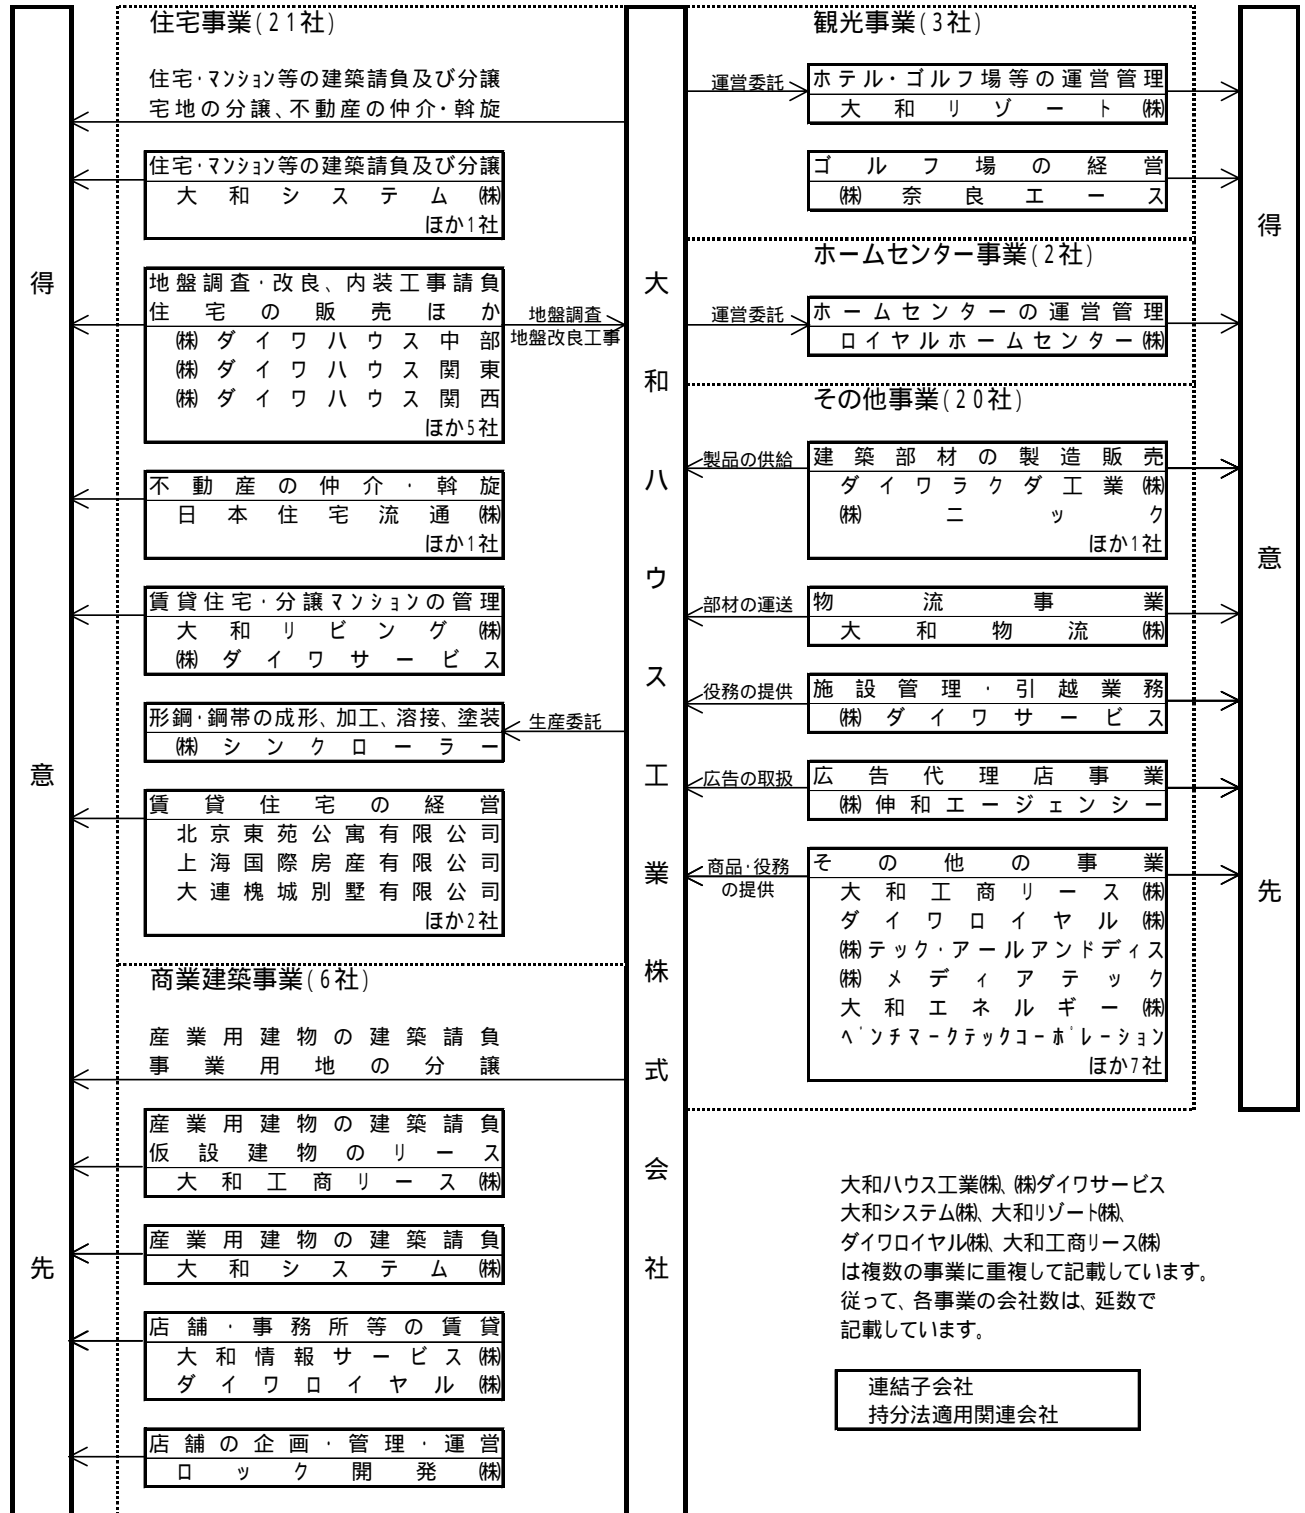 得意先
住宅事業(21社)
住宅・マンション等の建築請負及び分譲
宅地の分譲、不動産の仲介・斡旋
住宅・マンション等の建築請負及び分譲
大和システム㈱
ほか1社
地盤調査・改良、内装工事請負
住宅の販売ほか
㈱ダイワハウス中部
㈱ダイワハウス関東
㈱ダイワハウス関西
ほか5社
地盤調査
地盤改良工事
不動産の仲介・斡旋
日本住宅流通㈱
ほか1社
賃貸住宅・分譲マンションの管理
大和リビング㈱
㈱ダイワサービス
形鋼・鋼帯の成形、加工、溶接、塗装
㈱シンクローラー
生産委託
賃貸住宅の経営
北京東苑公寓有限公司
上海国際房産有限公司
大連槐城別墅有限公司
ほか2社
商業建築事業(6社)
産業用建物の建築請負
事業用地の分譲
産業用建物の建築請負
仮設建物のリース
大和工商リース㈱
産業用建物の建築請負
大和システム㈱
店舗・事務所等の賃貸
大和情報サービス㈱
ダイワロイヤル㈱
店舗の企画・管理・運営
ロック開発㈱
大和ハウス工業株式会社
観光事業(3社)
運営委託
ホテル・ゴルフ場等の運営管理
大和リゾート㈱
ゴルフ場の経営
㈱奈良エース
ホームセンター事業(2社)
運営委託
ホームセンターの運営管理
ロイヤルホームセンター㈱
その他事業(20社)
製品の供給
建築部材の製造販売
ダイワラクダ工業㈱
㈱ニック
ほか1社
部材の運送
物流事業
大和物流㈱
役務の提供
施設管理・引越業務
㈱ダイワサービス
広告の取扱
広告代理店事業
㈱伸和エージェンシー
商品・役務
の提供
その他の事業
大和工商リース㈱
ダイワロイヤル㈱
㈱テック・アールアンドディス
㈱メディアテック
大和エネルギー㈱
ベンチマークテックコーポレーション
ほか7社
得意先
大和ハウス工業㈱、㈱ダイワサービス
大和システム㈱、大和リゾート㈱、
ダイワロイヤル㈱、大和工商リース㈱
は複数の事業に重複して記載しています。
従って、各事業の会社数は、延数で
記載しています。
連結子会社
持分法適用関連会社